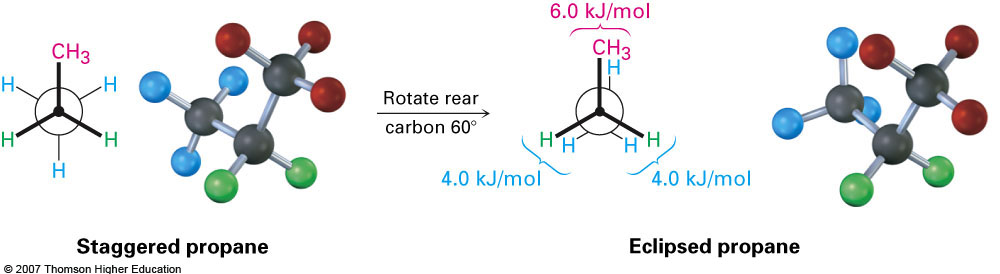 CH3
H
H
H
H
H
Rotate rear
carbon 60°
6.0 kJ/mol
CH3
H
H
H
H
H
4.0 kJ/mol
4.0 kJ/mol
Staggered propane
Eclipsed propane
© 2007 Thomson Higher Education